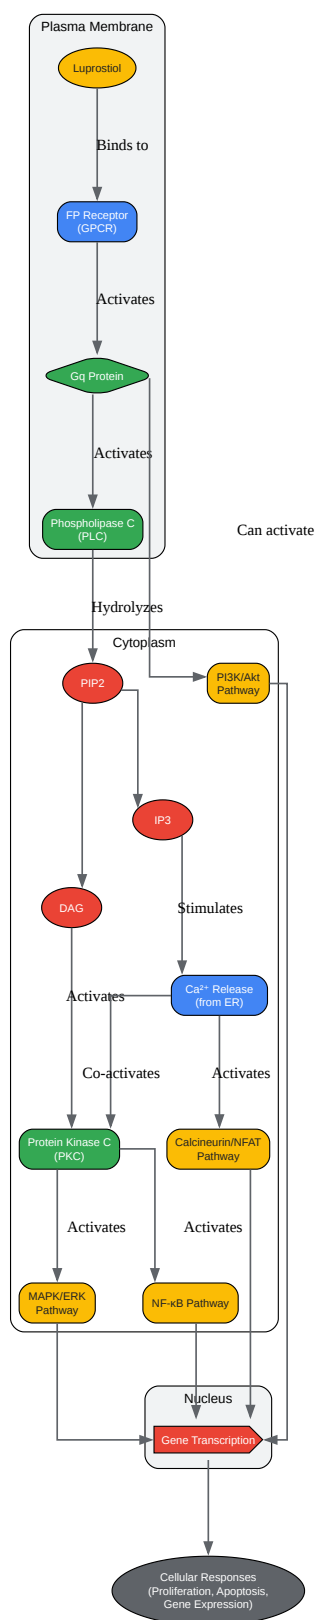 Plasma Membrane
Luprostiol
Binds to
FP Receptor
(GPCR)
Activates
Gq Protein
Activates
Phospholipase C
(PLC)
Can activate
Hydrolyzes
Cytoplasm
PIP2
PI3K/Akt
Pathway
IP3
DAG
Stimulates
Ca²⁺ Release
(from ER)
Activates
Co-activates
Activates
Protein Kinase C
(PKC)
Calcineurin/NFAT
Pathway
Activates
Activates
MAPK/ERK
Pathway
NF-κB Pathway
Nucleus
Gene Transcription
Cellular Responses
(Proliferation, Apoptosis,
Gene Expression)